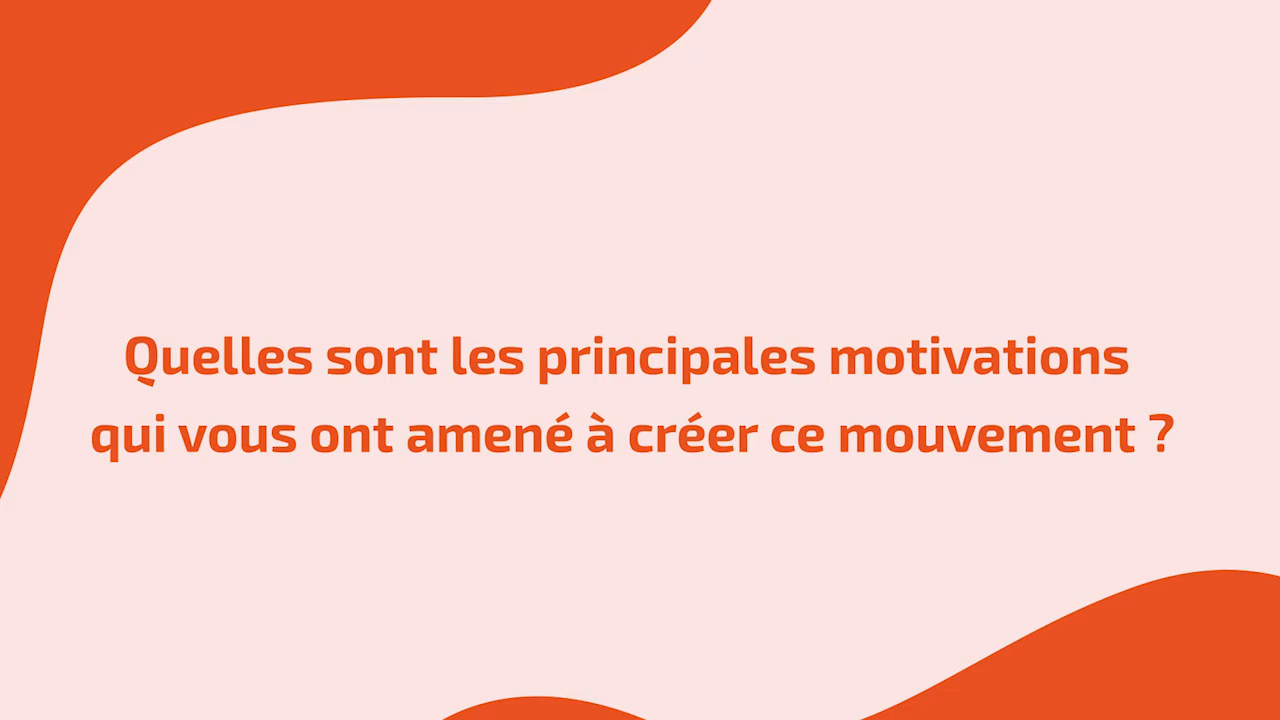 Quelles sont les principales motivations
qui vous ont amené à créer ce mouvement ?